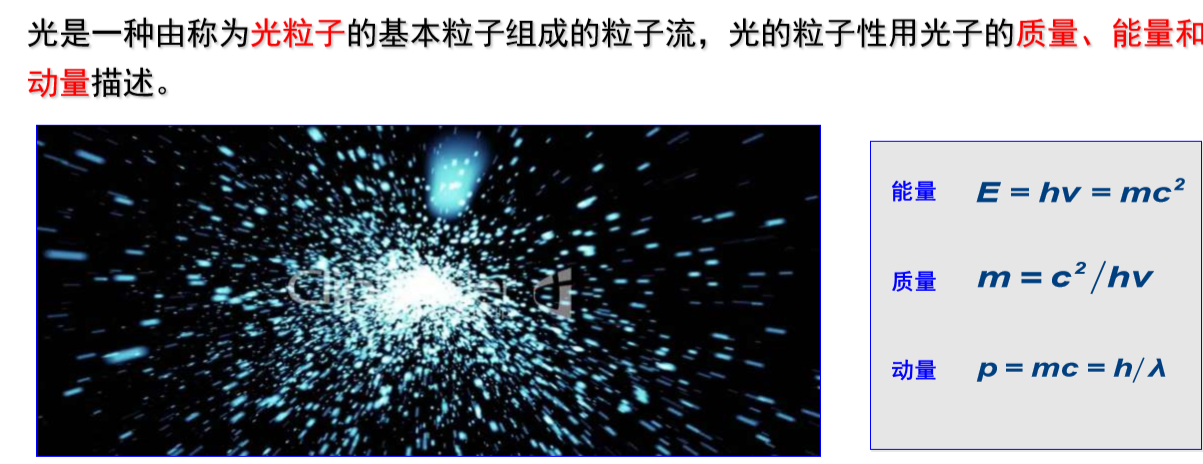 光是一种由称为光粒子的基本粒子组成的粒子流，光的粒子性用光子的质量、能量和
动量描述。
能量 E = hv = mc²
质量 m = c²/hv
动量 p = mc = h/λ